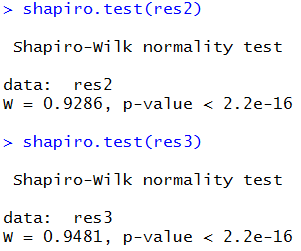 > shapiro.test(res2)
Shapiro-Wilk normality test
data:  res2
W = 0.9286, p-value < 2.2e-16
> shapiro.test(res3)
Shapiro-Wilk normality test
data:  res3
W = 0.9481, p-value < 2.2e-16